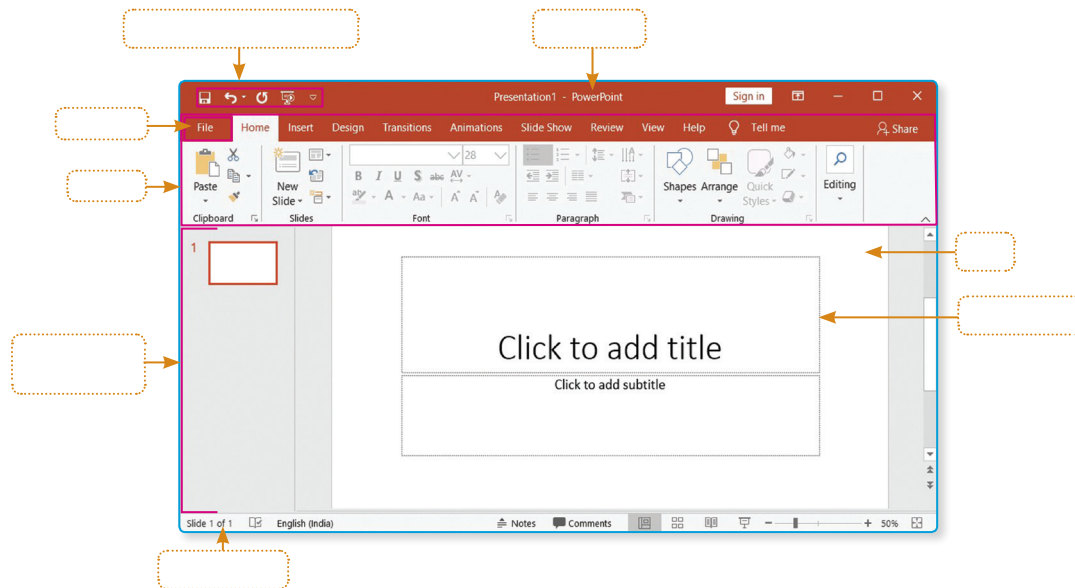 Presentation1 - PowerPoint Sign in
File Home Insert Design Transitions Animations Slide Show Review View Help Tell me Share
28
B I U S abc AV
Paste New Shapes Arrange Quick Editing
Slide Styles
aby A Aa A A A
Clipboard Slides Font Paragraph Drawing
1
Click to add title
Click to add subtitle
Slide 1 of 1 English (India) Notes Comments 50%